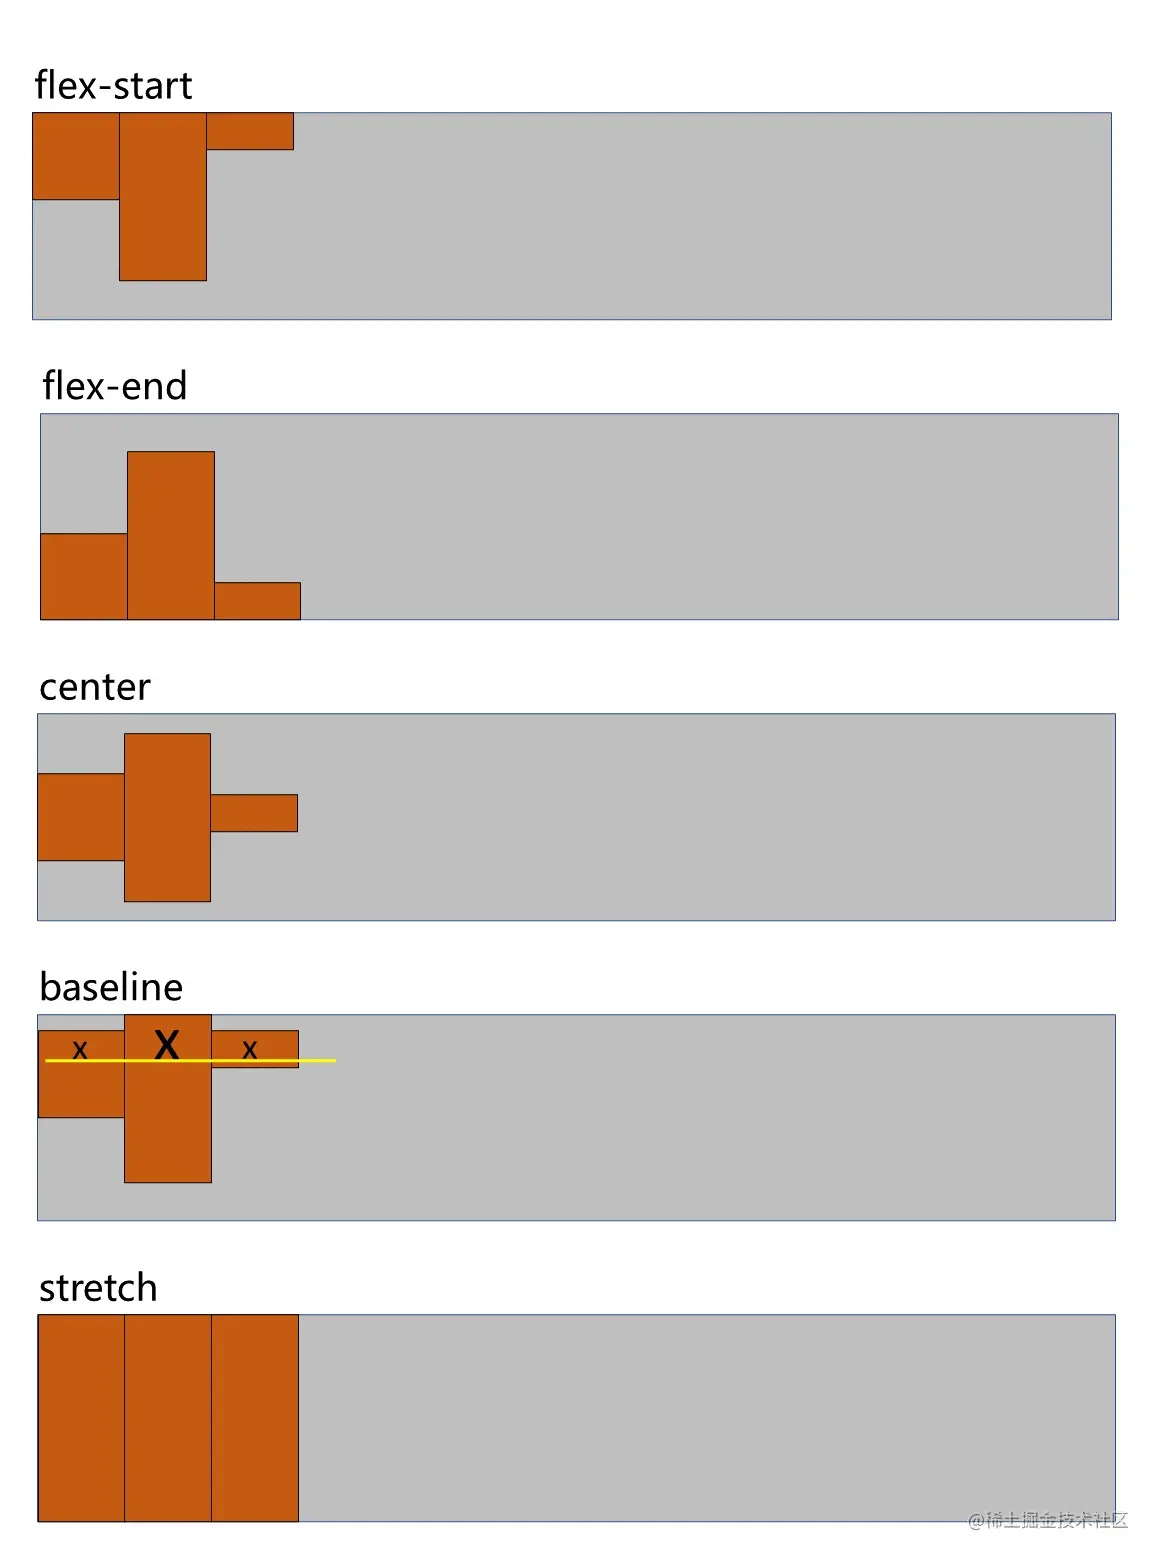 flex-start
flex-end
center
baseline
x X x
stretch
@稀土掘金技术社区